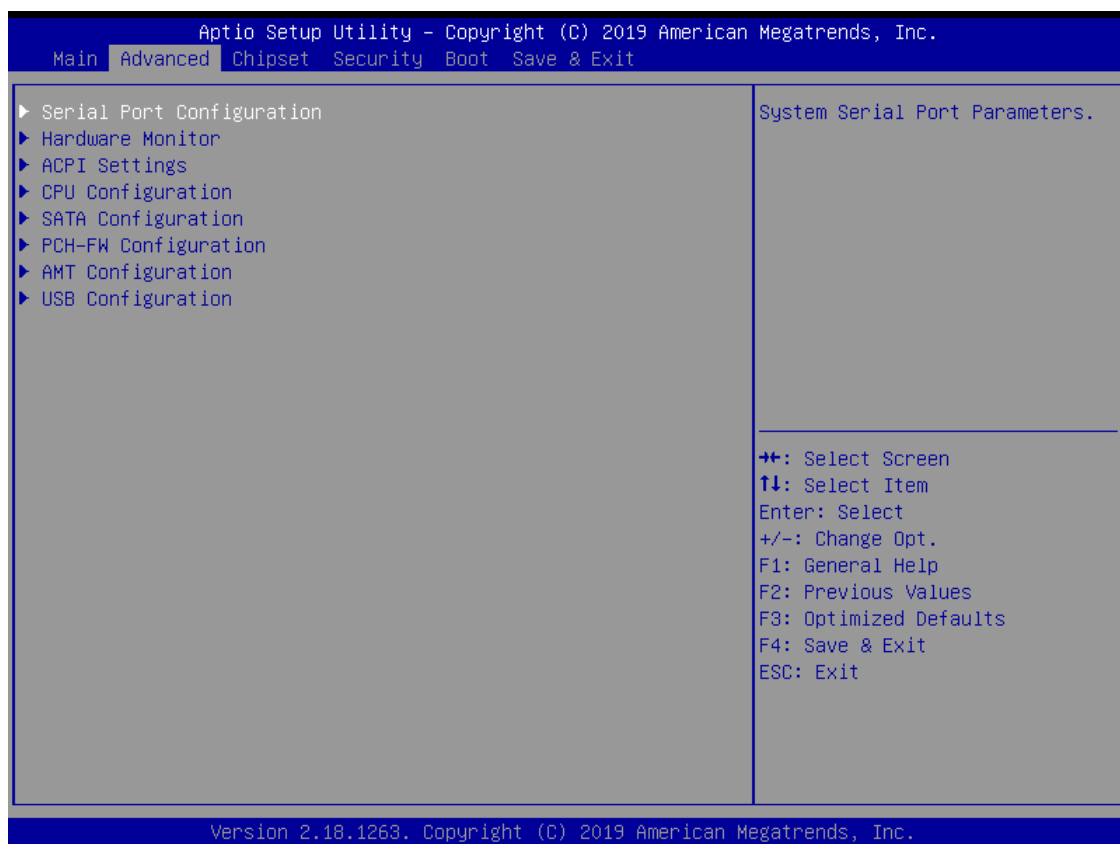 Aptio Setup Utility – Copyright (C) 2019 American Megatrends, Inc.
Main Advanced Chipset Security Boot Save & Exit
▶ Serial Port Configuration
▶ Hardware Monitor
▶ ACPI Settings
▶ CPU Configuration
▶ SATA Configuration
▶ PCH-FW Configuration
▶ AMT Configuration
▶ USB Configuration
System Serial Port Parameters.
→←: Select Screen
↑↓: Select Item
Enter: Select
+/-: Change Opt.
F1: General Help
F2: Previous Values
F3: Optimized Defaults
F4: Save & Exit
ESC: Exit
Version 2.18.1263. Copyright (C) 2019 American Megatrends, Inc.